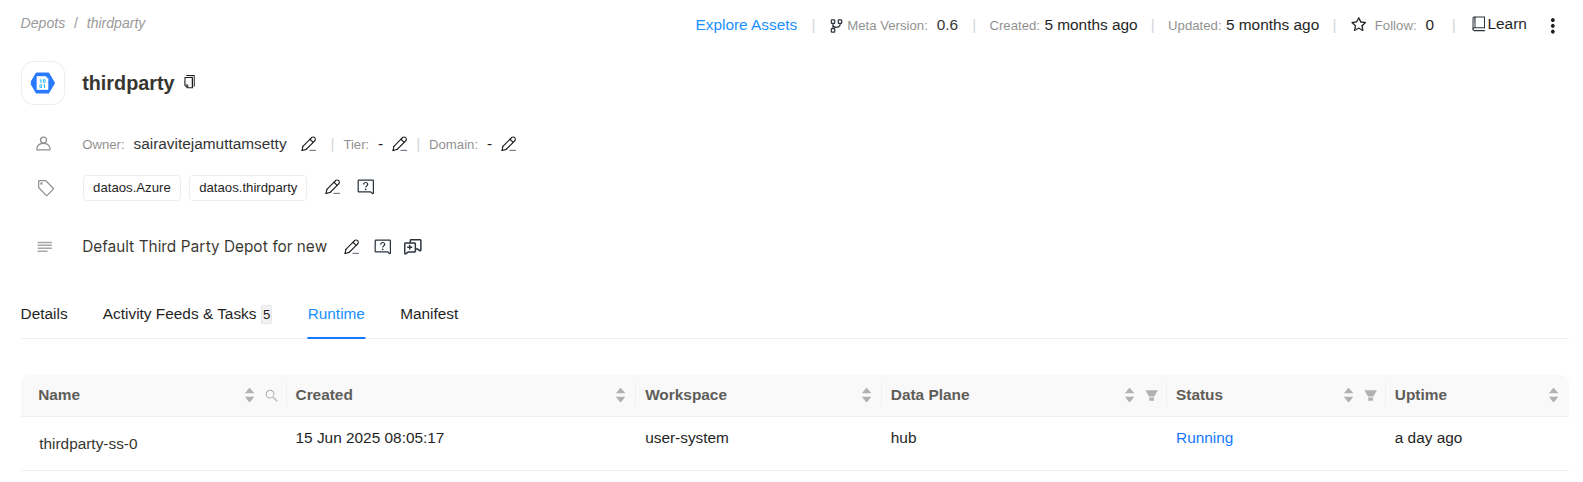 Depots / thirdparty
Explore Assets | Meta Version: 0.6 | Created: 5 months ago | Updated: 5 months ago | Follow: 0 | Learn
thirdparty
Owner: sairavitejamuttamsetty | Tier: - | Domain: -
dataos.Azure dataos.thirdparty
Default Third Party Depot for new
Details Activity Feeds & Tasks 5 Runtime Manifest
Name Created Workspace Data Plane Status Uptime
thirdparty-ss-0 15 Jun 2025 08:05:17 user-system hub Running a day ago